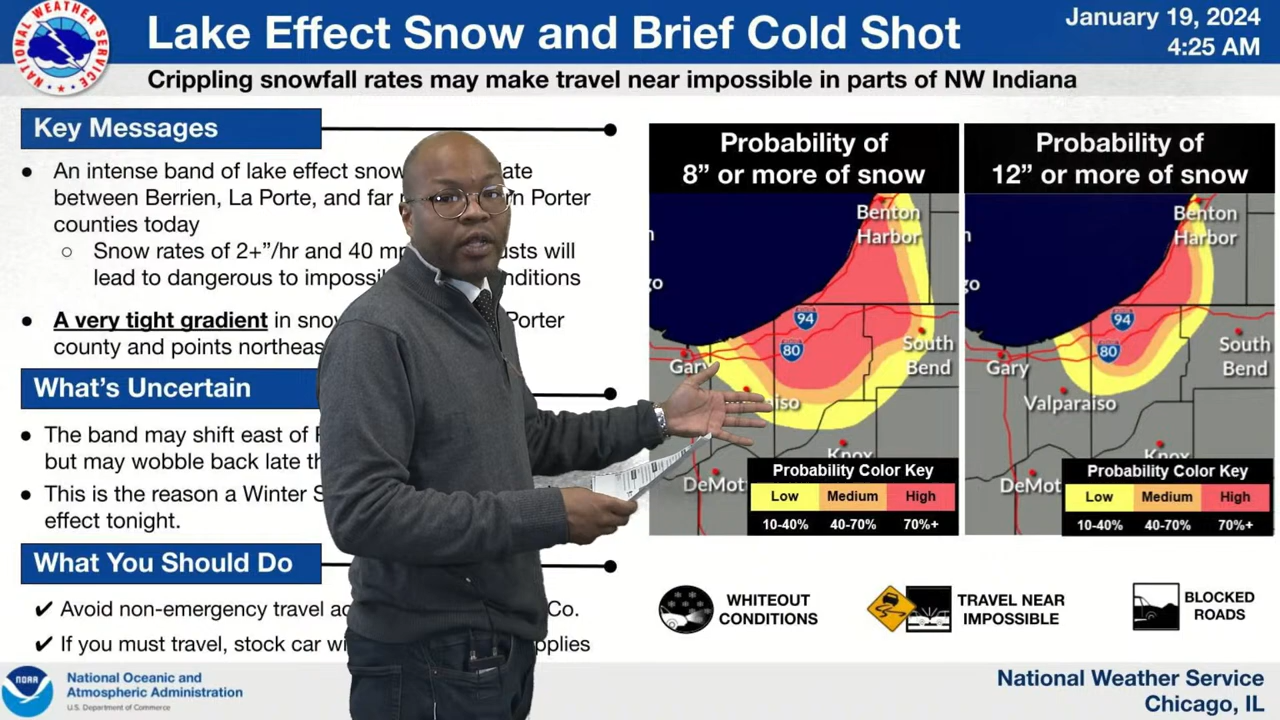 NATIONAL WEATHER SERVICE
Lake Effect Snow and Brief Cold Shot
January 19, 2024
4:25 AM
Crippling snowfall rates may make travel near impossible in parts of NW Indiana
Key Messages
An intense band of lake effect snow
between Berrien, La Porte, and far Porter
counties today
Snow rates of 2+"/hr and 40 will
lead to dangerous to
A very tight gradient in Porter
county and points
What's Uncertain
The band may shift east of
but may wobble back late
This is the reason a Winter
effect tonight.
What You Should Do
✔ Avoid non-emergency travel Co.
✔ If you must travel, stock car
Probability of
8" or more of snow
Benton
Harbor
94
80
Gary
South
Bend
Probability Color Key
Low Medium High
10-40% 40-70% 70%+
Probability of
12" or more of snow
Benton
Harbor
94
80
Gary
South
Bend
Valparaiso
Probability Color Key
Low Medium High
10-40% 40-70% 70%+
WHITEOUT
CONDITIONS
TRAVEL NEAR
IMPOSSIBLE
BLOCKED
ROADS
NOAA
National Oceanic and
Atmospheric Administration
U.S. Department of Commerce
National Weather Service
Chicago, IL